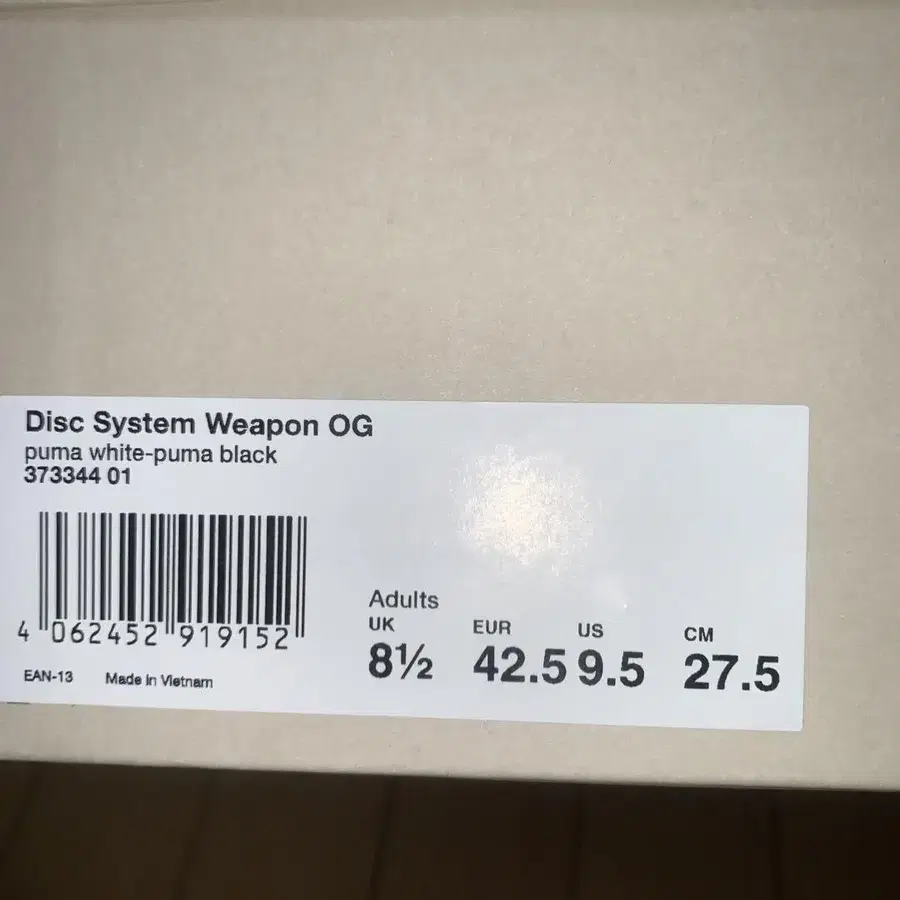 Disc System Weapon OG
puma white-puma black
373344 01
4 062452 919152
EAN-13 Made in Vietnam
Adults
UK EUR US CM
8½ 42.5 9.5 27.5